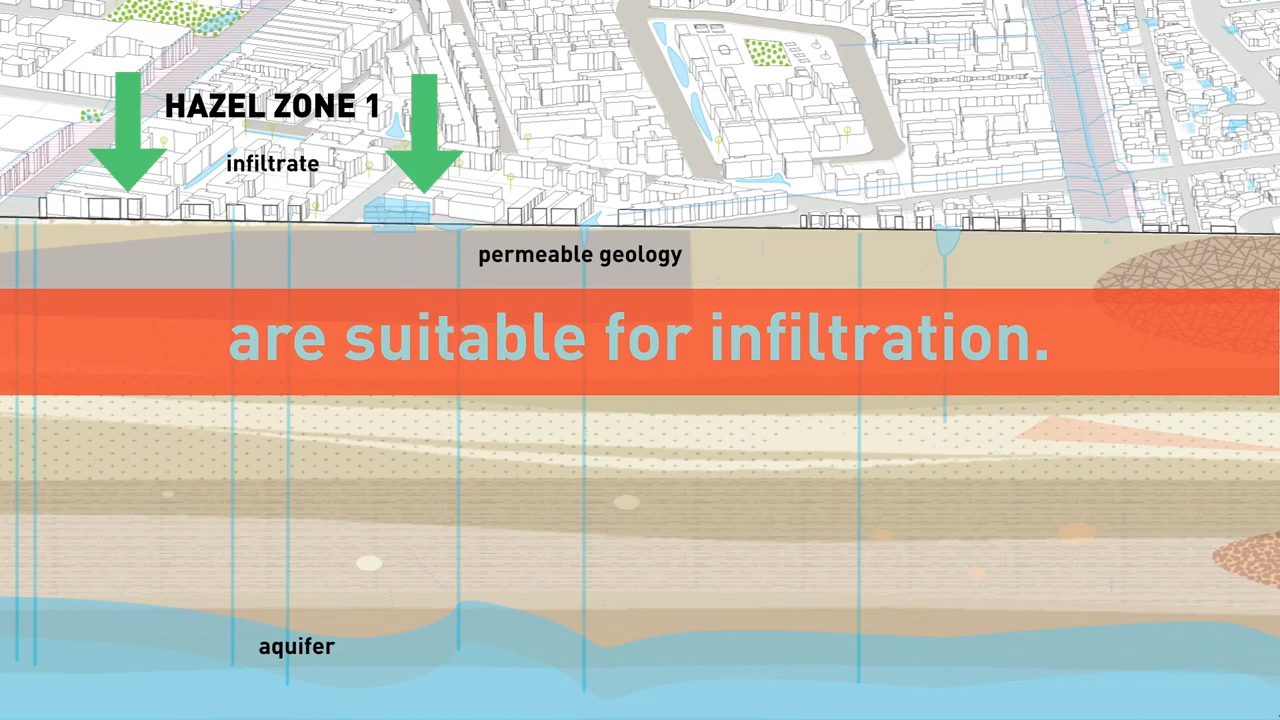 HAZEL ZONE 1
infiltrate
permeable geology
are suitable for infiltration.
aquifer